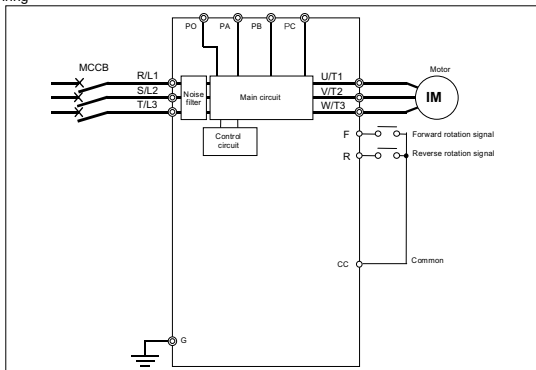 PO PA PB PC
MCCB
R/L1
S/L2
T/L3
Noise
filter
Main circuit
Control
circuit
U/T1
V/T2
W/T3
Motor
IM
F
Forward rotation signal
R
Reverse rotation signal
CC
Common
G